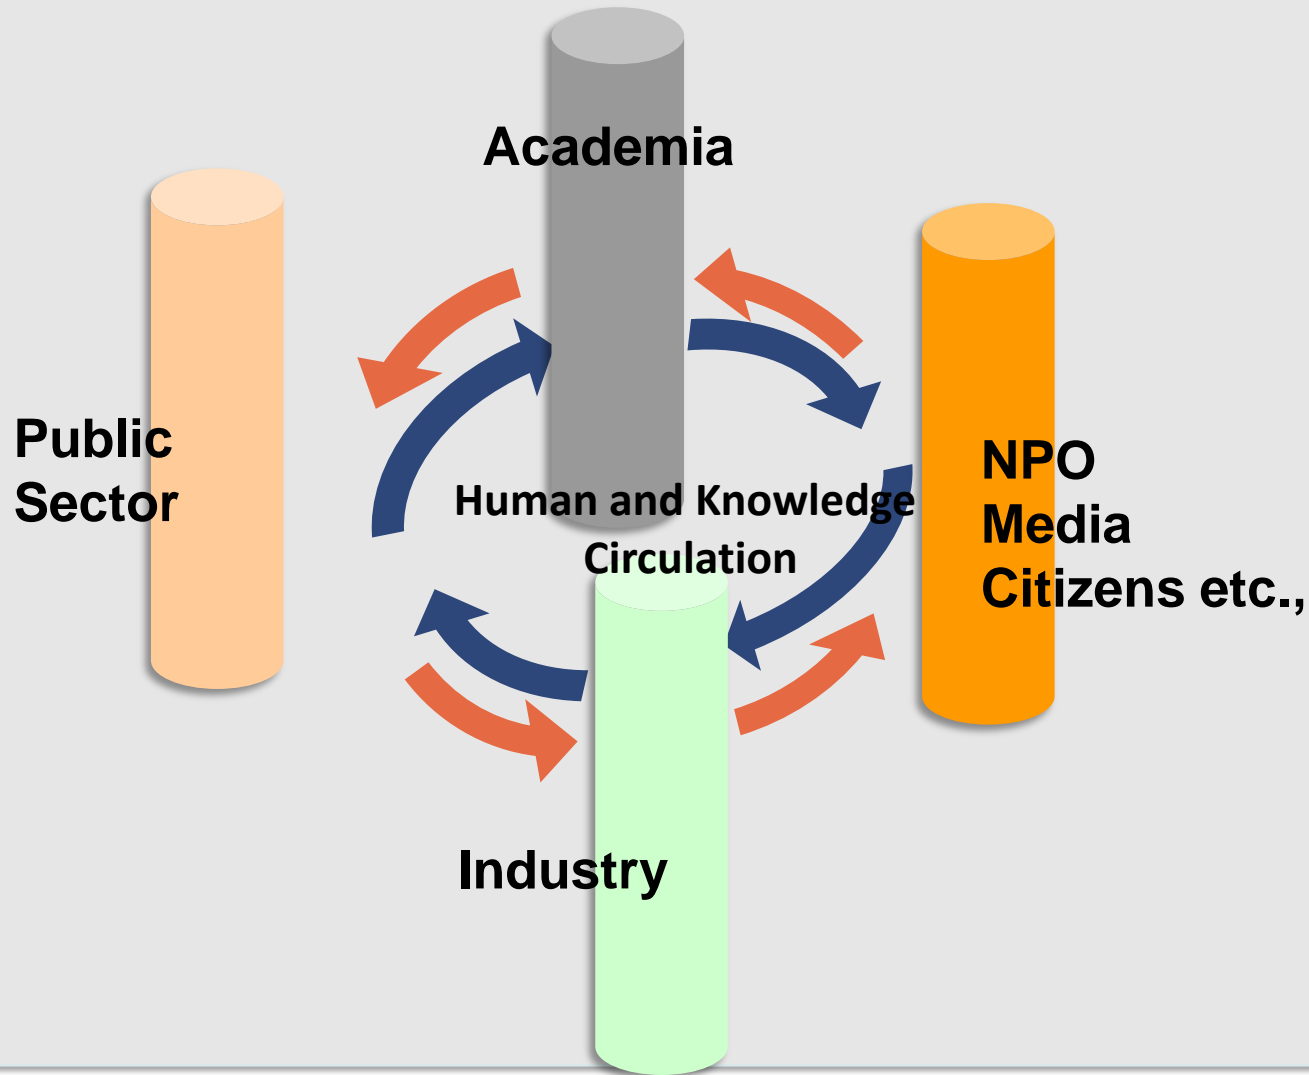 Academia
Public
Sector
NPO
Media
Citizens etc.,
Human and Knowledge
Circulation
Industry